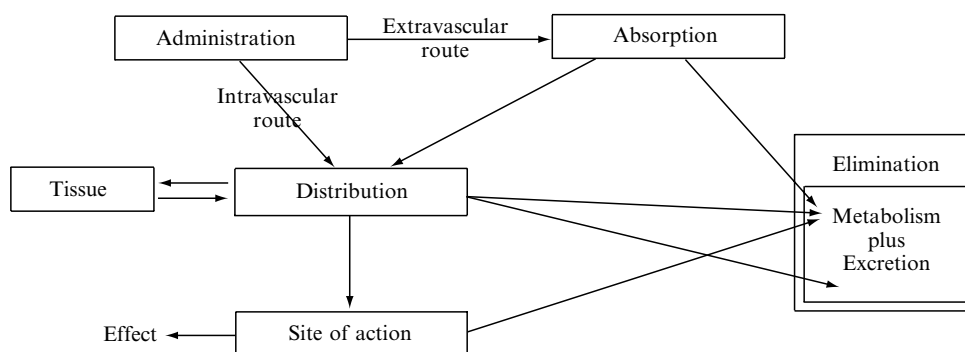 Administration
Extravascular
route
Absorption
Intravascular
route
Elimination
Tissue
Distribution
Metabolism
plus
Excretion
Effect
Site of action